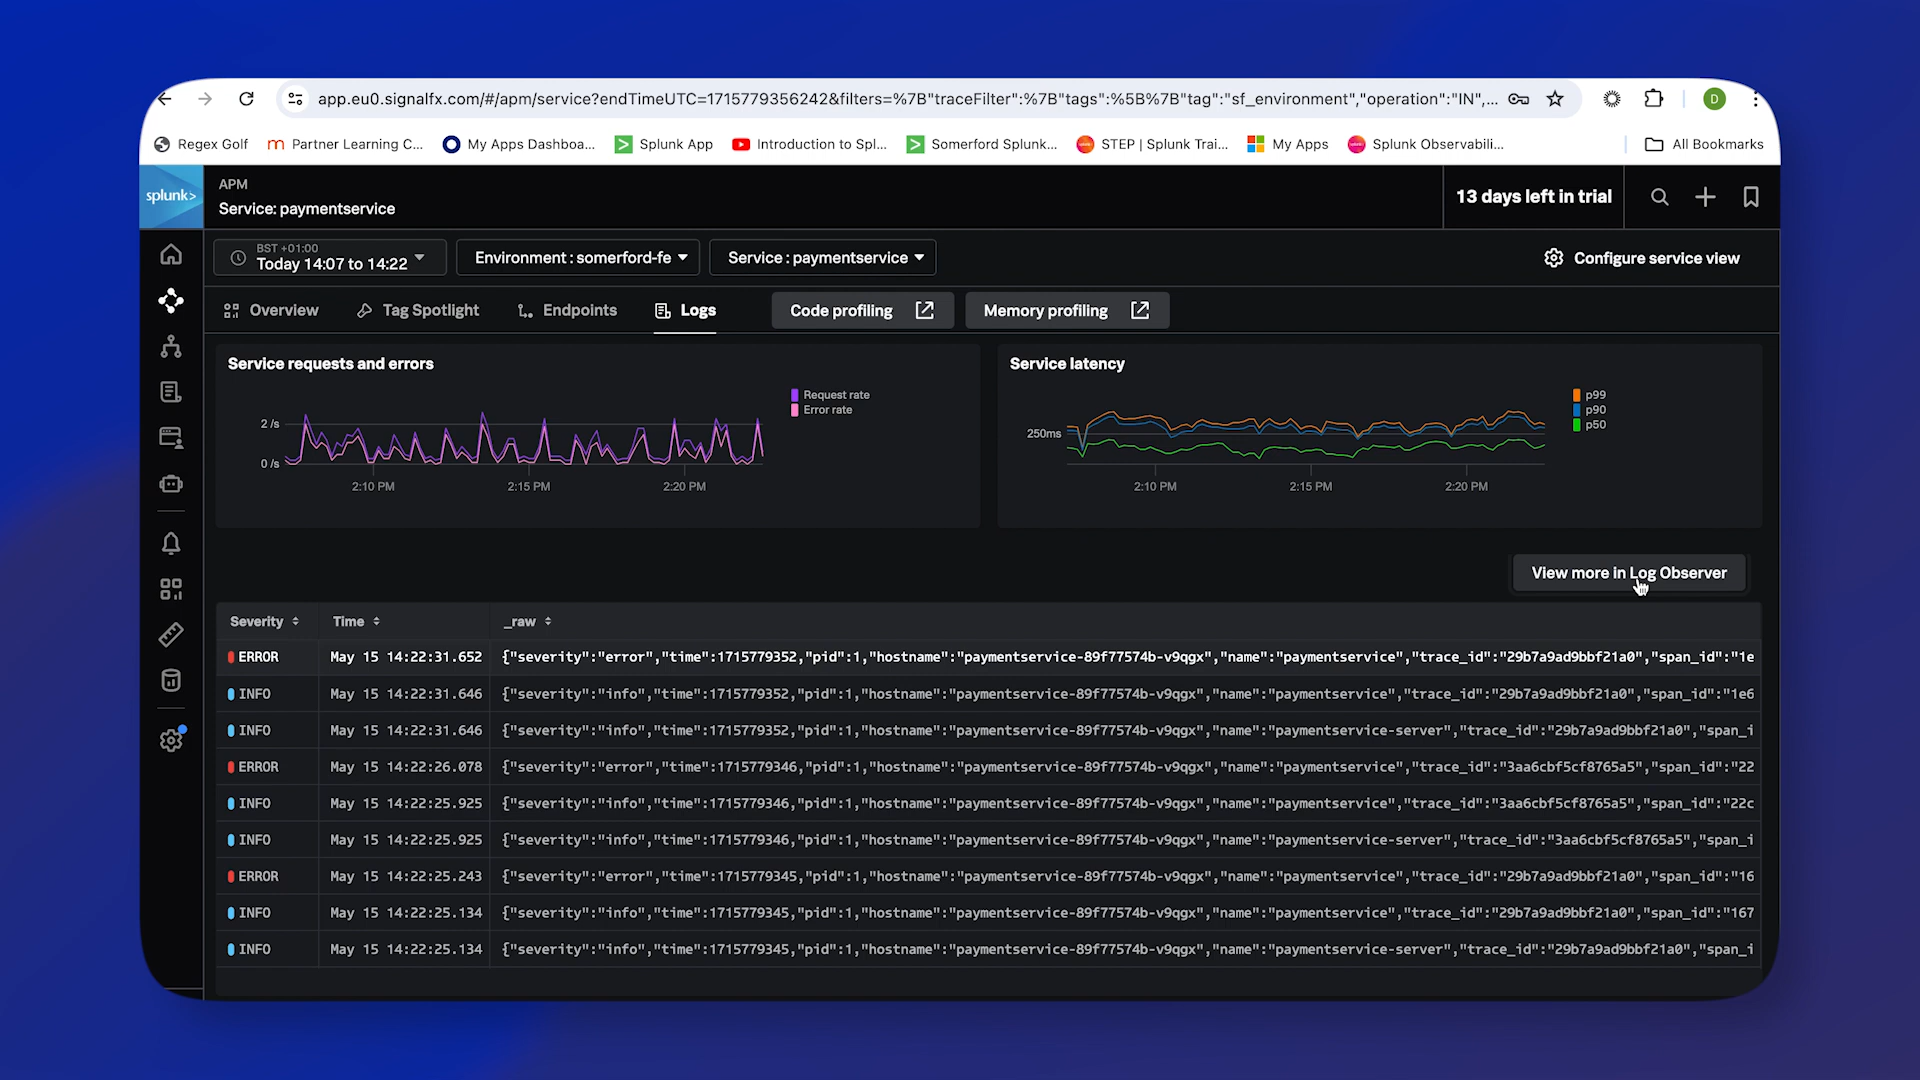 app.eu0.signalfx.com/#/apm/service?endTimeUTC=1715779356242&filters=%7B"traceFilter":%7B"tags":%5B%7B"tag":"sf_environment","operation":"IN",...
D
Regex Golf
Partner Learning C...
My Apps Dashboa...
Splunk App
Introduction to Spl...
Somerford Splunk...
STEP | Splunk Trai...
My Apps
Splunk Observabili...
All Bookmarks
splunk>
APM
Service: paymentservice
13 days left in trial
BST +01:00
Today 14:07 to 14:22
Environment : somerford-fe
Service : paymentservice
Configure service view
Overview
Tag Spotlight
Endpoints
Logs
Code profiling
Memory profiling
Service requests and errors
Request rate
Error rate
2 /s
0 /s
2:10 PM
2:15 PM
2:20 PM
Service latency
p99
p90
p50
250ms
2:10 PM
2:15 PM
2:20 PM
View more in Log Observer
Severity Time _raw
ERROR May 15 14:22:31.652 {"severity":"error","time":1715779352,"pid":1,"hostname":"paymentservice-89f77574b-v9qgx","name":"paymentservice","trace_id":"29b7a9ad9bbf21a0","span_id":"1e
INFO May 15 14:22:31.646 {"severity":"info","time":1715779352,"pid":1,"hostname":"paymentservice-89f77574b-v9qgx","name":"paymentservice","trace_id":"29b7a9ad9bbf21a0","span_id":"1e6
INFO May 15 14:22:31.646 {"severity":"info","time":1715779352,"pid":1,"hostname":"paymentservice-89f77574b-v9qgx","name":"paymentservice-server","trace_id":"29b7a9ad9bbf21a0","span_i
ERROR May 15 14:22:26.078 {"severity":"error","time":1715779346,"pid":1,"hostname":"paymentservice-89f77574b-v9qgx","name":"paymentservice","trace_id":"3aa6cbf5cf8765a5","span_id":"22
INFO May 15 14:22:25.925 {"severity":"info","time":1715779346,"pid":1,"hostname":"paymentservice-89f77574b-v9qgx","name":"paymentservice","trace_id":"3aa6cbf5cf8765a5","span_id":"22c
INFO May 15 14:22:25.925 {"severity":"info","time":1715779346,"pid":1,"hostname":"paymentservice-89f77574b-v9qgx","name":"paymentservice-server","trace_id":"3aa6cbf5cf8765a5","span_i
ERROR May 15 14:22:25.243 {"severity":"error","time":1715779345,"pid":1,"hostname":"paymentservice-89f77574b-v9qgx","name":"paymentservice","trace_id":"29b7a9ad9bbf21a0","span_id":"16
INFO May 15 14:22:25.134 {"severity":"info","time":1715779345,"pid":1,"hostname":"paymentservice-89f77574b-v9qgx","name":"paymentservice","trace_id":"29b7a9ad9bbf21a0","span_id":"167
INFO May 15 14:22:25.134 {"severity":"info","time":1715779345,"pid":1,"hostname":"paymentservice-89f77574b-v9qgx","name":"paymentservice-server","trace_id":"29b7a9ad9bbf21a0","span_i